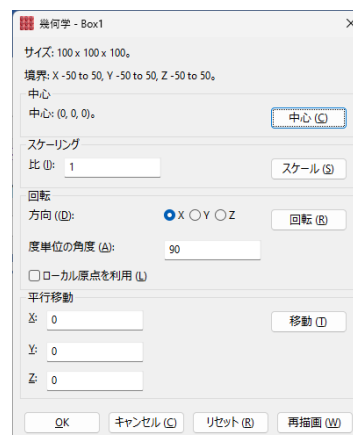 幾何学 - Box1
サイズ: 100 x 100 x 100。
境界: X -50 to 50, Y -50 to 50, Z -50 to 50。
中心
中心: (0, 0, 0)。
中心 (C)
スケーリング
比 (I): 1
スケール (S)
回転
方向 ((D): X Y Z
回転 (R)
度単位の角度 (A): 90
ローカル原点を利用 (L)
平行移動
X: 0
移動 (T)
Y: 0
Z: 0
OK キャンセル (C) リセット (R) 再描画 (W)